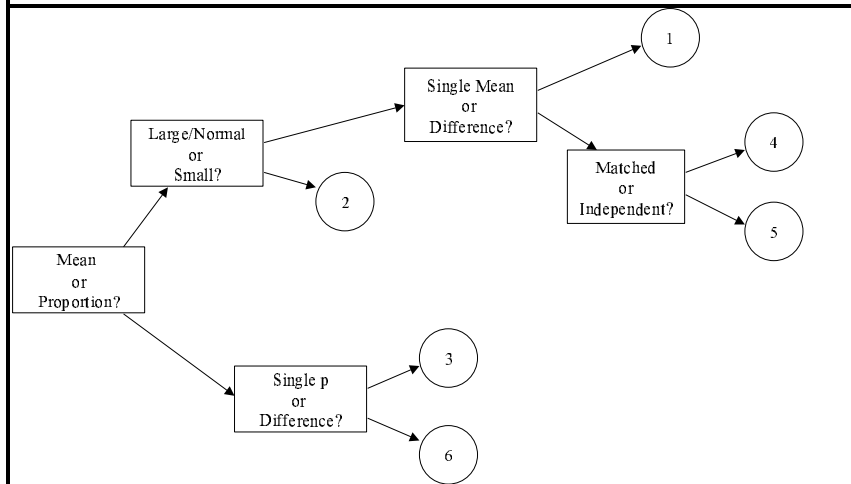 1
Single Mean
or
Difference?
Large/Normal
or
Small?
4
Matched
or
Independent?
2
5
Mean
or
Proportion?
3
Single p
or
Difference?
6